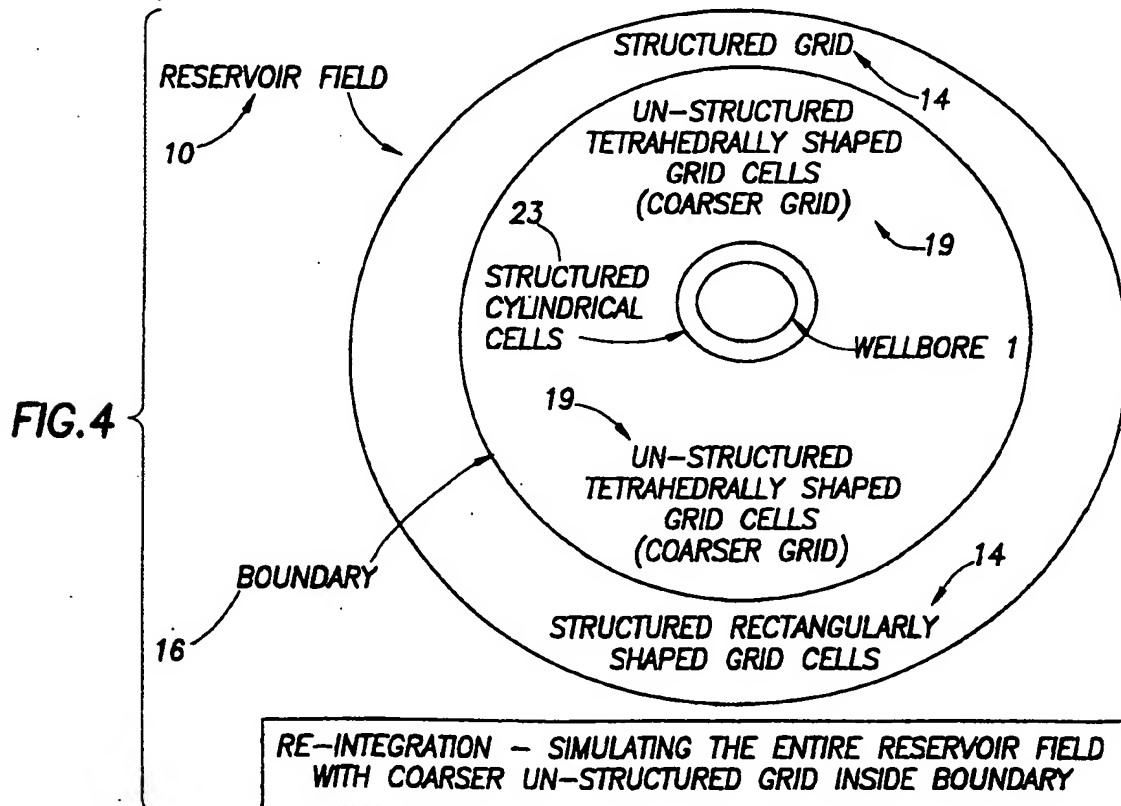 STRUCTURED GRID
14
RESERVOIR FIELD
10
UN-STRUCTURED
TETRAHEDRALLY SHAPED
GRID CELLS
(COARSER GRID)
19
23
STRUCTURED
CYLINDRICAL
CELLS
WELLBORE 1
FIG.4
19
UN-STRUCTURED
TETRAHEDRALLY SHAPED
GRID CELLS
(COARSER GRID)
BOUNDARY
16
14
STRUCTURED RECTANGULARLY
SHAPED GRID CELLS
RE-INTEGRATION - SIMULATING THE ENTIRE RESERVOIR FIELD
WITH COARSER UN-STRUCTURED GRID INSIDE BOUNDARY